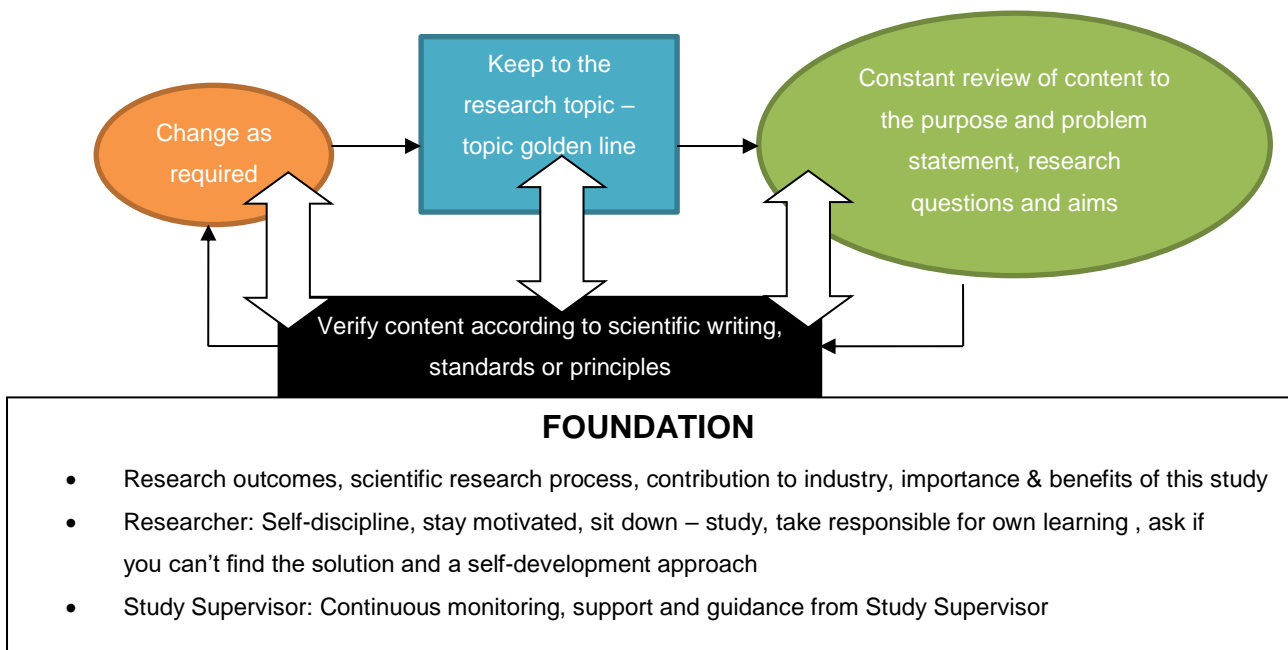 Change as
required
Keep to the
research topic –
topic golden line
Constant review of content to
the purpose and problem
statement, research
questions and aims
Verify content according to scientific writing,
standards or principles
FOUNDATION
• Research outcomes, scientific research process, contribution to industry, importance & benefits of this study
• Researcher: Self-discipline, stay motivated, sit down – study, take responsible for own learning , ask if
you can’t find the solution and a self-development approach
• Study Supervisor: Continuous monitoring, support and guidance from Study Supervisor